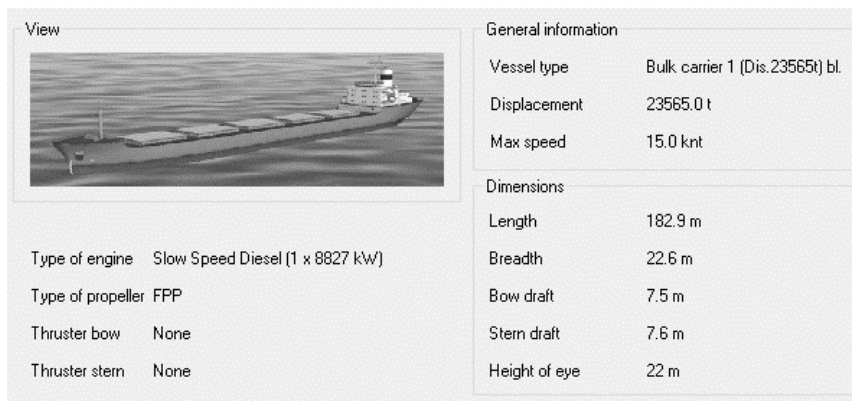 View
Type of engine Slow Speed Diesel (1 x 8827 kW)
Type of propeller FPP
Thruster bow None
Thruster stern None
General information
Vessel type Bulk carrier 1 (Dis.23565t) bl.
Displacement 23565.0 t
Max speed 15.0 knt
Dimensions
Length 182.9 m
Breadth 22.6 m
Bow draft 7.5 m
Stern draft 7.6 m
Height of eye 22 m